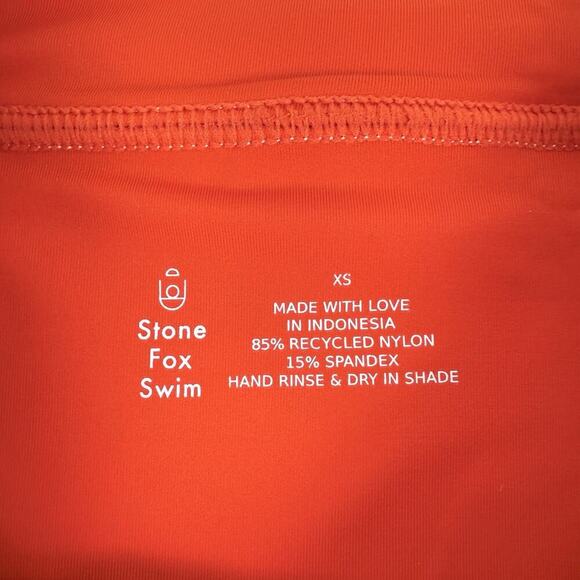 Stone
Fox
Swim
XS
MADE WITH LOVE
IN INDONESIA
85% RECYCLED NYLON
15% SPANDEX
HAND RINSE & DRY IN SHADE